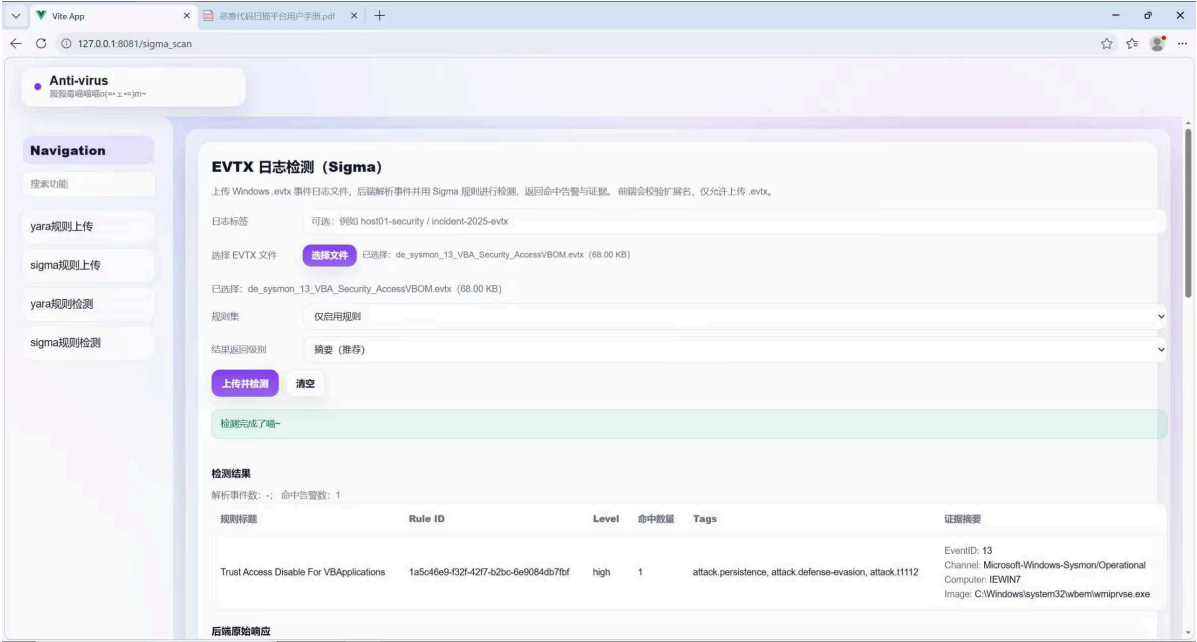 Vite App
恶意代码扫描平台用户手册.pdf
127.0.0.1:8081/sigma_scan
Anti-virus
Navigation
搜索功能
yara规则上传
sigma规则上传
yara规则检测
sigma规则检测
EVTX 日志检测（Sigma）
上传 Windows .evtx 事件日志文件，后端解析事件并用 Sigma 规则进行检测，返回命中告警与证据。 前端会校验扩展名，仅允许上传 .evtx。
日志标签 可选：例如 host01-security / incident-2025-evtx
选择 EVTX 文件 选择文件 已选择：de_sysmon_13_VBA_Security_AccessVBOM.evtx（68.00 KB）
已选择：de_sysmon_13_VBA_Security_AccessVBOM.evtx（68.00 KB）
规则集 仅启用规则
结果返回级别 摘要（推荐）
上传并检测 清空
检测完成了喵~
检测结果
解析事件数：-； 命中告警数：1
规则标题 Rule ID Level 命中数量 Tags 证据摘要
Trust Access Disable For VBApplications 1a5c46e9-f32f-42f7-b2bc-6e9084db7fbf high 1 attack.persistence, attack.defense-evasion, attack.t1112
EventID: 13
Channel: Microsoft-Windows-Sysmon/Operational
Computer: IEWIN7
Image: C:\Windows\system32\wbem\wmiprvse.exe
后端原始响应